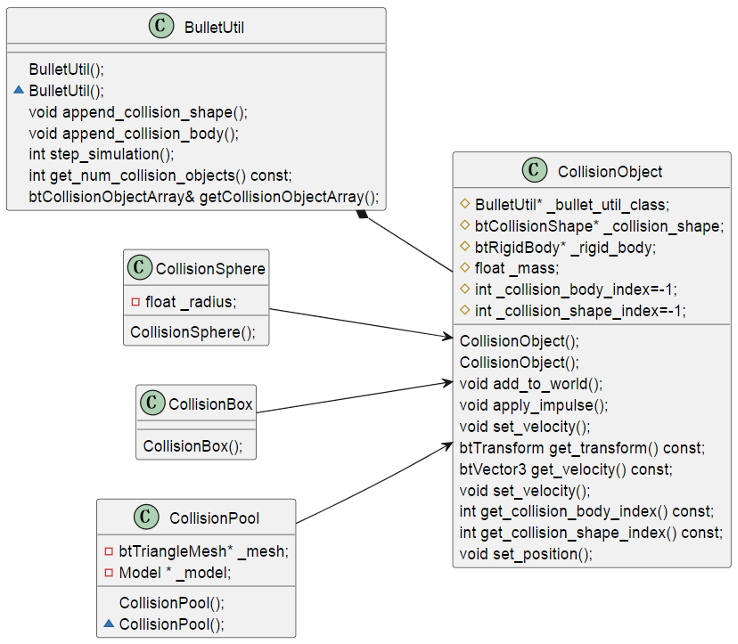 C BulletUtil
BulletUtil();
BulletUtil();
void append_collision_shape();
void append_collision_body();
int step_simulation();
int get_num_collision_objects() const;
btCollisionObjectArray& getCollisionObjectArray();
C CollisionObject
BulletUtil* _bullet_util_class;
btCollisionShape* _collision_shape;
btRigidBody* _rigid_body;
float _mass;
int _collision_body_index=-1;
int _collision_shape_index=-1;
CollisionObject();
CollisionObject();
void add_to_world();
void apply_impulse();
void set_velocity();
btTransform get_transform() const;
btVector3 get_velocity() const;
void set_velocity();
int get_collision_body_index() const;
int get_collision_shape_index() const;
void set_position();
C CollisionSphere
float _radius;
CollisionSphere();
C CollisionBox
CollisionBox();
C CollisionPool
btTriangleMesh* _mesh;
Model * _model;
CollisionPool();
CollisionPool();